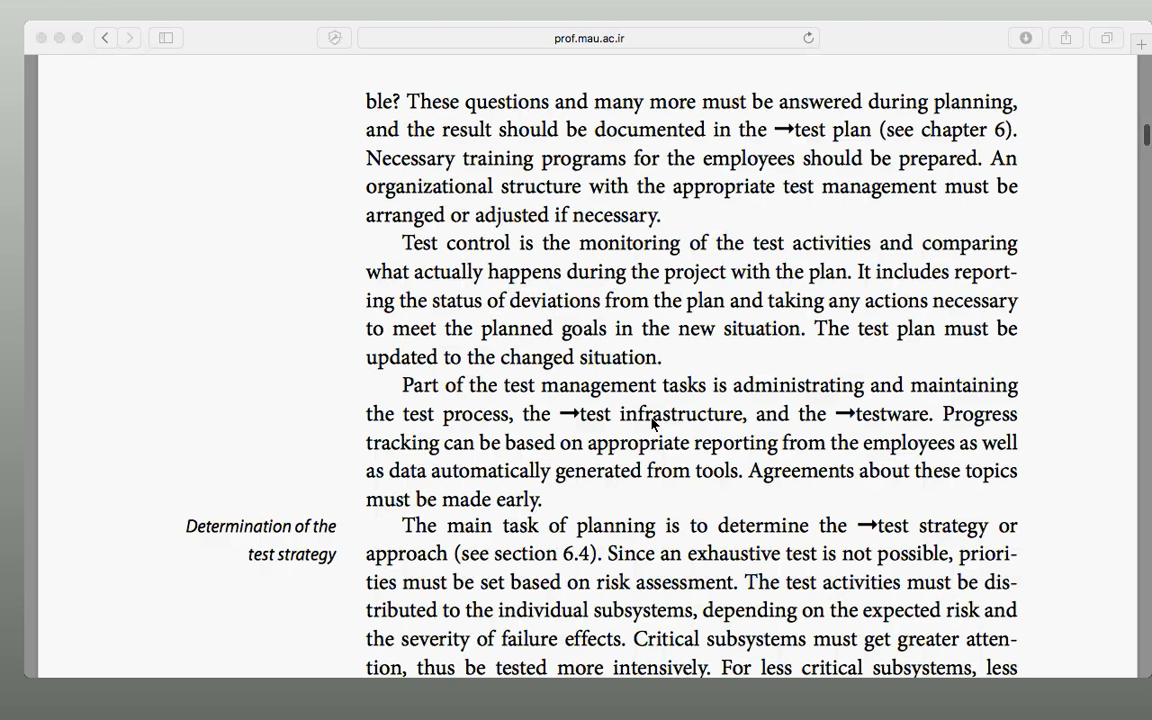 prof.mau.ac.ir
ble? These questions and many more must be answered during planning,
and the result should be documented in the →test plan (see chapter 6).
Necessary training programs for the employees should be prepared. An
organizational structure with the appropriate test management must be
arranged or adjusted if necessary.
Test control is the monitoring of the test activities and comparing
what actually happens during the project with the plan. It includes report-
ing the status of deviations from the plan and taking any actions necessary
to meet the planned goals in the new situation. The test plan must be
updated to the changed situation.
Part of the test management tasks is administrating and maintaining
the test process, the →test infrastructure, and the →testware. Progress
tracking can be based on appropriate reporting from the employees as well
as data automatically generated from tools. Agreements about these topics
must be made early.
Determination of the
test strategy
The main task of planning is to determine the →test strategy or
approach (see section 6.4). Since an exhaustive test is not possible, priori-
ties must be set based on risk assessment. The test activities must be dis-
tributed to the individual subsystems, depending on the expected risk and
the severity of failure effects. Critical subsystems must get greater atten-
tion, thus be tested more intensively. For less critical subsystems, less